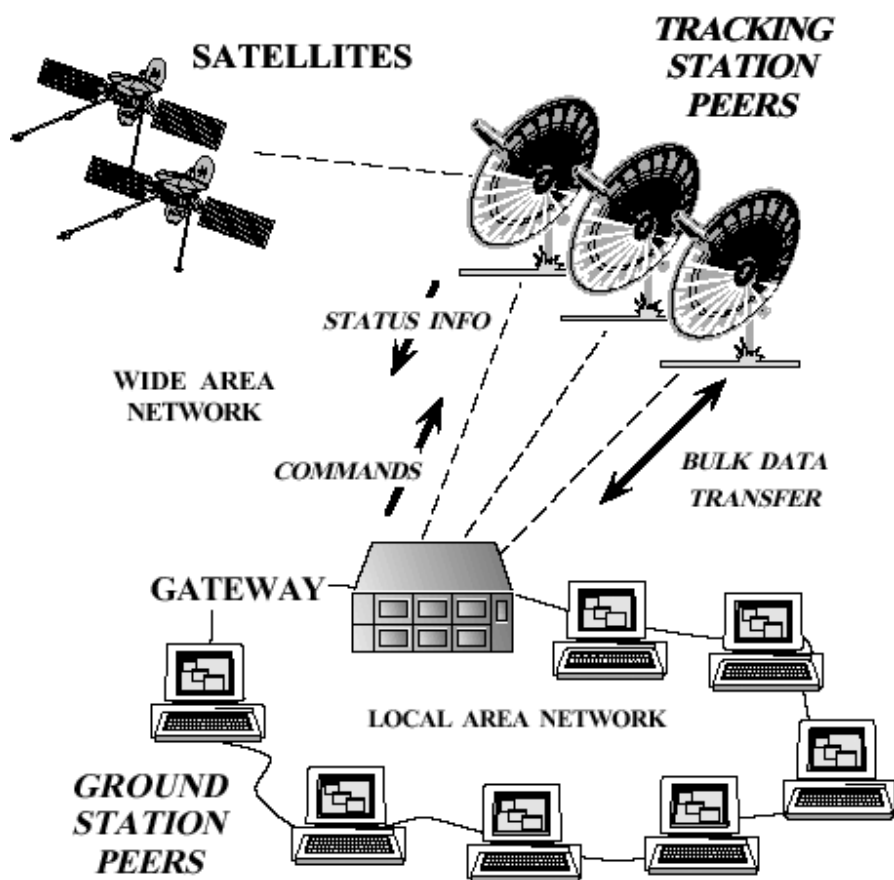 SATELLITES
TRACKING
STATION
PEERS
STATUS INFO
WIDE AREA
NETWORK
COMMANDS
BULK DATA
TRANSFER
GATEWAY
LOCAL AREA NETWORK
GROUND
STATION
PEERS